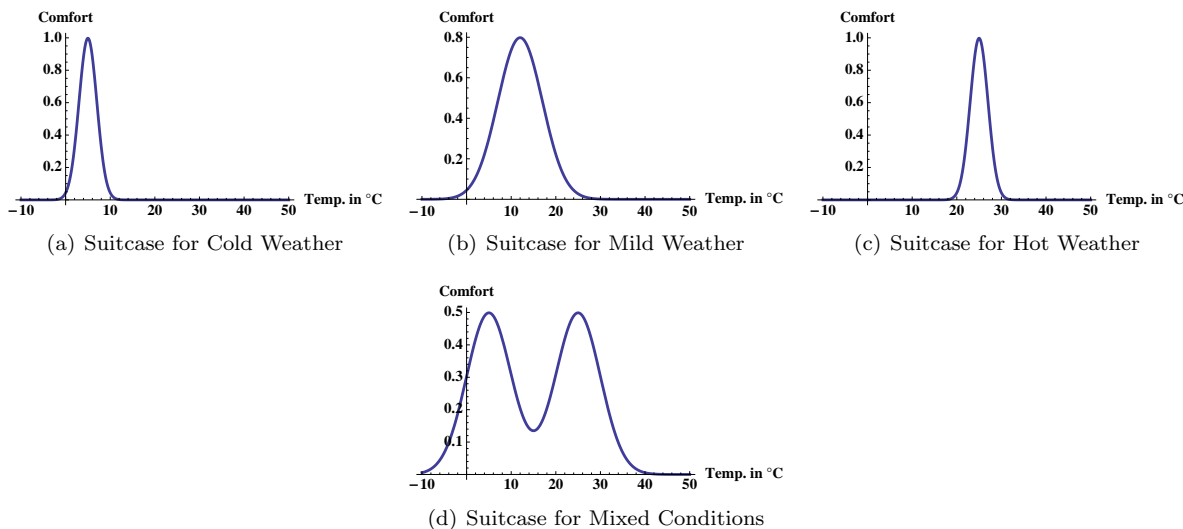 Comfort
1.0
0.8
0.6
0.4
0.2
−10 10 20 30 40 50 Temp. in °C
(a) Suitcase for Cold Weather
Comfort
0.8
0.6
0.4
0.2
−10 0 10 20 30 40 50 Temp. in °C
(b) Suitcase for Mild Weather
Comfort
1.0
0.8
0.6
0.4
0.2
−10 0 10 20 30 40 50 Temp. in °C
(c) Suitcase for Hot Weather
Comfort
0.5
0.4
0.3
0.2
0.1
−10 0 10 20 30 40 50 Temp. in °C
(d) Suitcase for Mixed Conditions